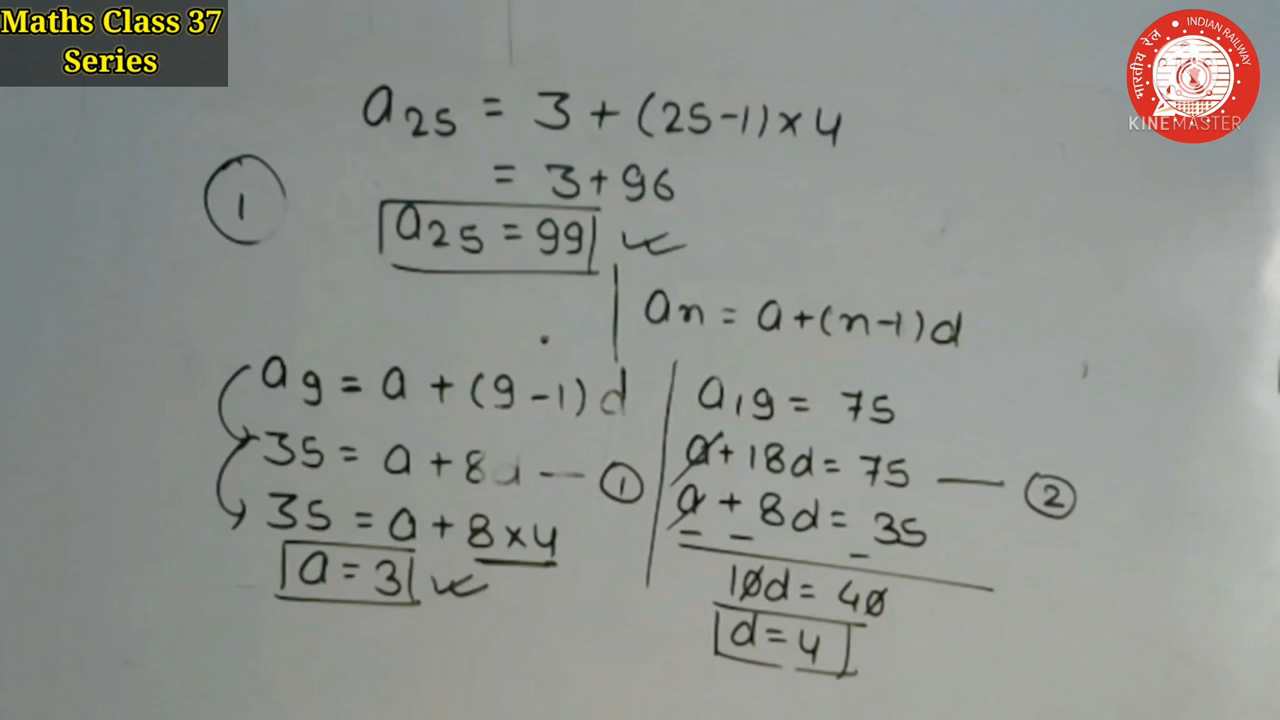 Maths Class 37
Series
भारतीय रेल INDIAN RAILWAY
KINEMASTER
a25 = 3 + (25-1) × 4
= 3 + 96
①
a25 = 99
an = a + (n-1)d
a9 = a + (9-1)d
35 = a + 8d — ①
35 = a + 8 × 4
a = 3
a19 = 75
a + 18d = 75 — ②
a + 8d = 35
- - -
10d = 40
d = 4